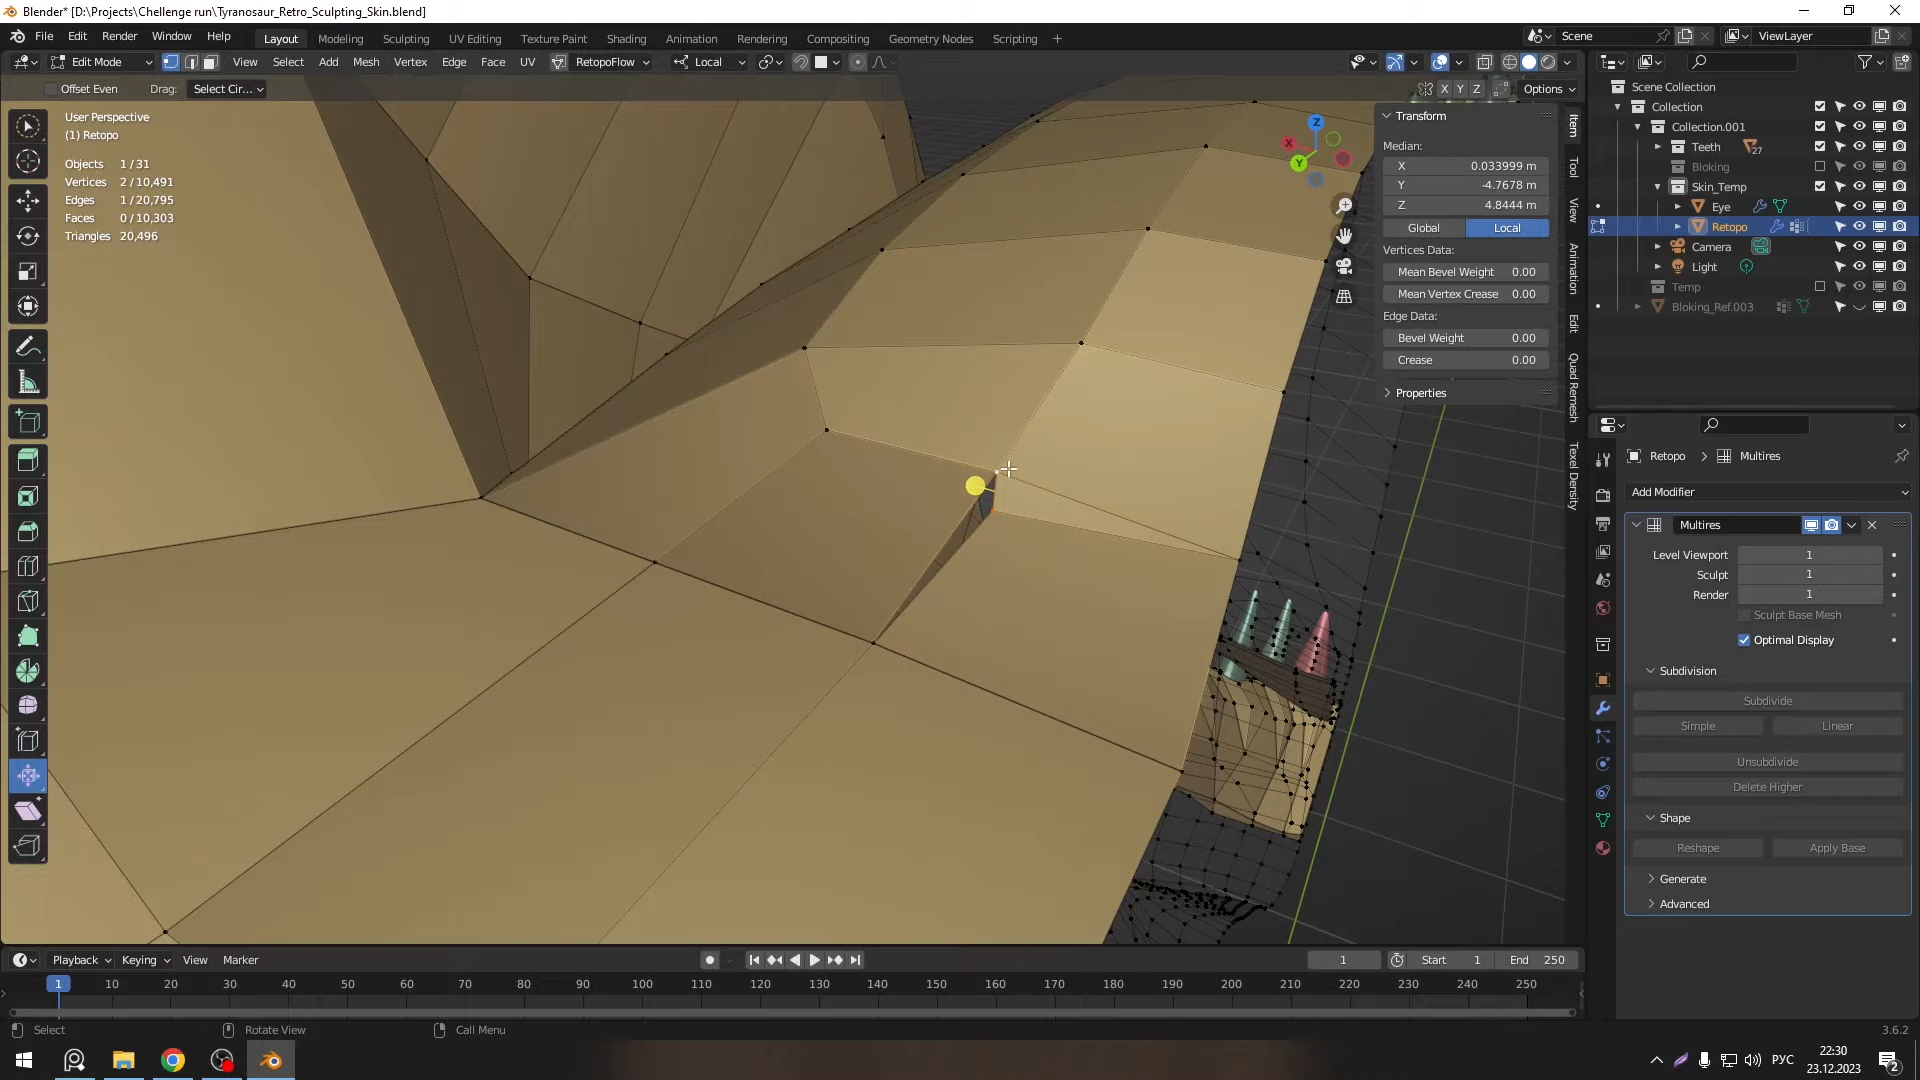 Blender* [D:\Projects\Chellenge run\Tyranosaur_Retro_Sculpting_Skin.blend]
File Edit Render Window Help Layout Modeling Sculpting UV Editing Texture Paint Shading Animation Rendering Compositing Geometry Nodes Scripting + Scene ViewLayer
Edit Mode View Select Add Mesh Vertex Edge Face UV RetopoFlow Local
Offset Even Drag: Select Cir... X Y Z Options
User Perspective
(1) Retopo
Objects 1 / 31
Vertices 2 / 10,491
Edges 1 / 20,795
Faces 0 / 10,303
Triangles 20,496
Z
X
Y
Transform
Median:
X 0.033999 m
Y -4.7678 m
Z 4.8444 m
Global Local
Vertices Data:
Mean Bevel Weight 0.00
Mean Vertex Crease 0.00
Edge Data:
Bevel Weight 0.00
Crease 0.00
Properties
Item
Tool
View
Animation
Edit
Quad Remesh
Texel Density
Scene Collection
Collection
Collection.001
Teeth 27
Bloking
Skin_Temp
Eye
Retopo
Camera
Light
Temp
Bloking_Ref.003
Retopo > Multires
Add Modifier
Multires
Level Viewport 1
Sculpt 1
Render 1
Sculpt Base Mesh
Optimal Display
Subdivision
Subdivide
Simple Linear
Unsubdivide
Delete Higher
Shape
Reshape Apply Base
Generate
Advanced
Playback Keying View Marker 1 Start 1 End 250
1 10 20 30 40 50 60 70 80 90 100 110 120 130 140 150 160 170 180 190 200 210 220 230 240 250
Select Rotate View Call Menu 3.6.2
РУС 22:30
23.12.2023 2